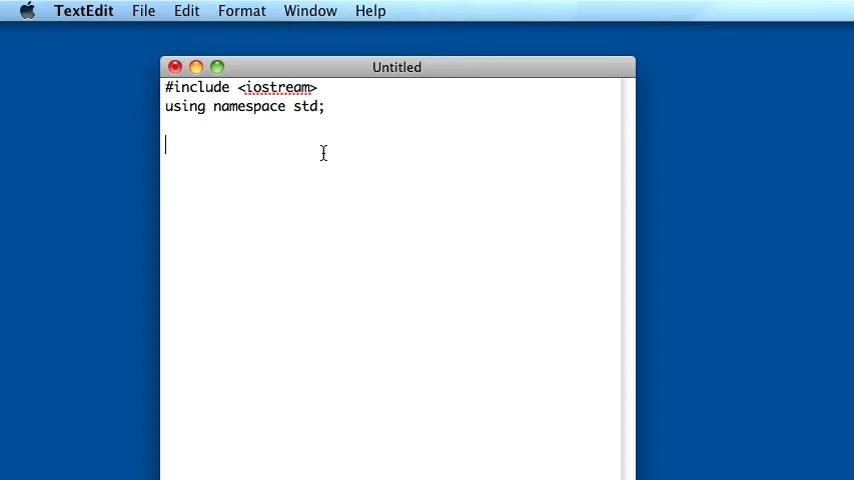 TextEdit File Edit Format Window Help
Untitled
#include <iostream>
using namespace std;